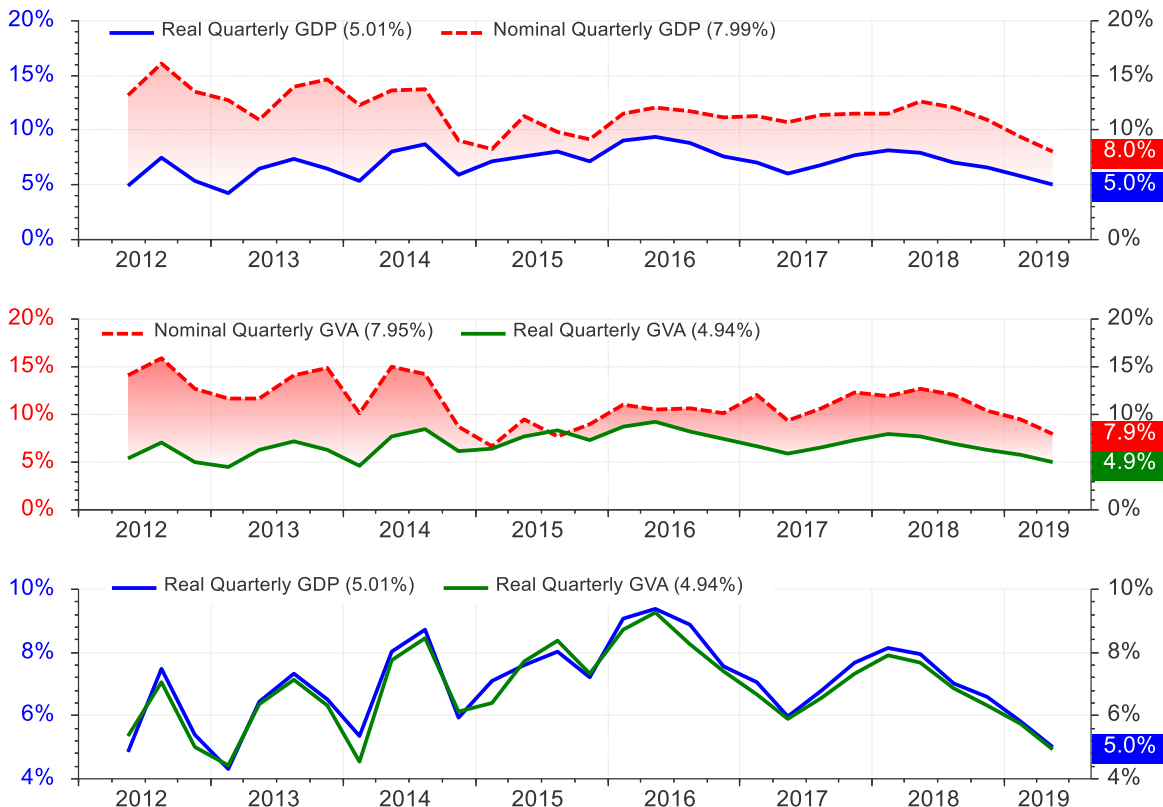 Real Quarterly GDP (5.01%) Nominal Quarterly GDP (7.99%)
20% 20%
15% 15%
10% 10%
8.0%
5% 5.0%
0% 0%
2012 2013 2014 2015 2016 2017 2018 2019
20% 20%
Nominal Quarterly GVA (7.95%) Real Quarterly GVA (4.94%)
15% 15%
10% 10%
7.9%
5% 4.9%
0% 0%
2012 2013 2014 2015 2016 2017 2018 2019
Real Quarterly GDP (5.01%) Real Quarterly GVA (4.94%)
10% 10%
8% 8%
6% 6%
5.0%
4% 4%
2012 2013 2014 2015 2016 2017 2018 2019